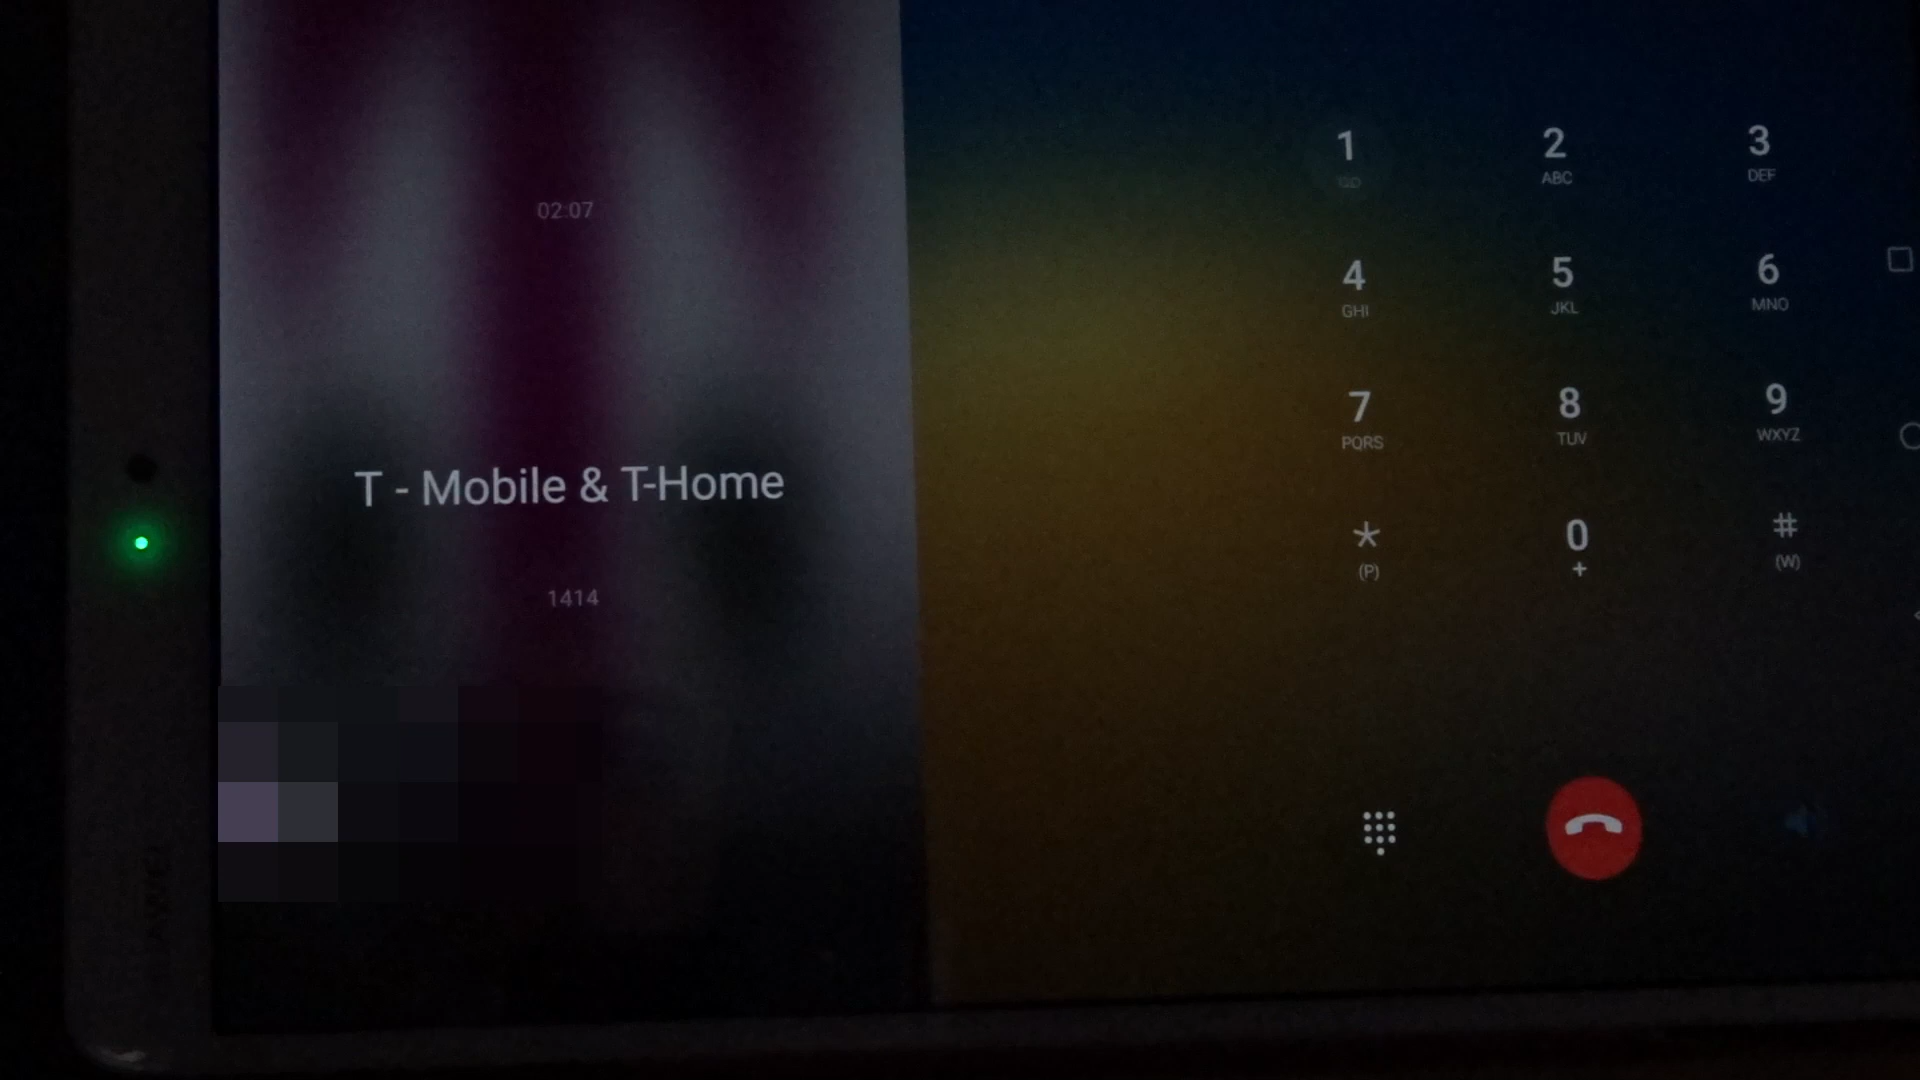 02:07
T - Mobile & T-Home
1414
1 2 3
ABC DEF
4 5 6
GHI JKL MNO
7 8 9
PQRS TUV WXYZ
* 0 #
(P) + (W)
HUAWEI